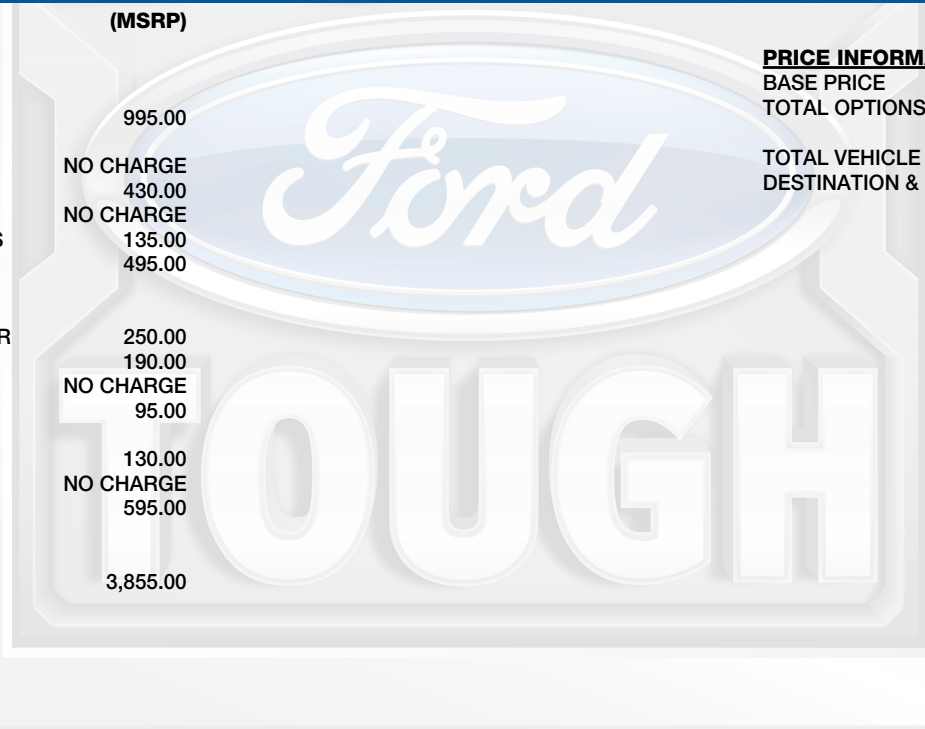 (MSRP)
995.00
NO CHARGE
430.00
NO CHARGE
135.00
495.00
250.00
190.00
NO CHARGE
95.00
130.00
NO CHARGE
595.00
3,855.00
S
R
PRICE INFORMA
BASE PRICE
TOTAL OPTIONS
TOTAL VEHICLE
DESTINATION &
Ford
TOUGH